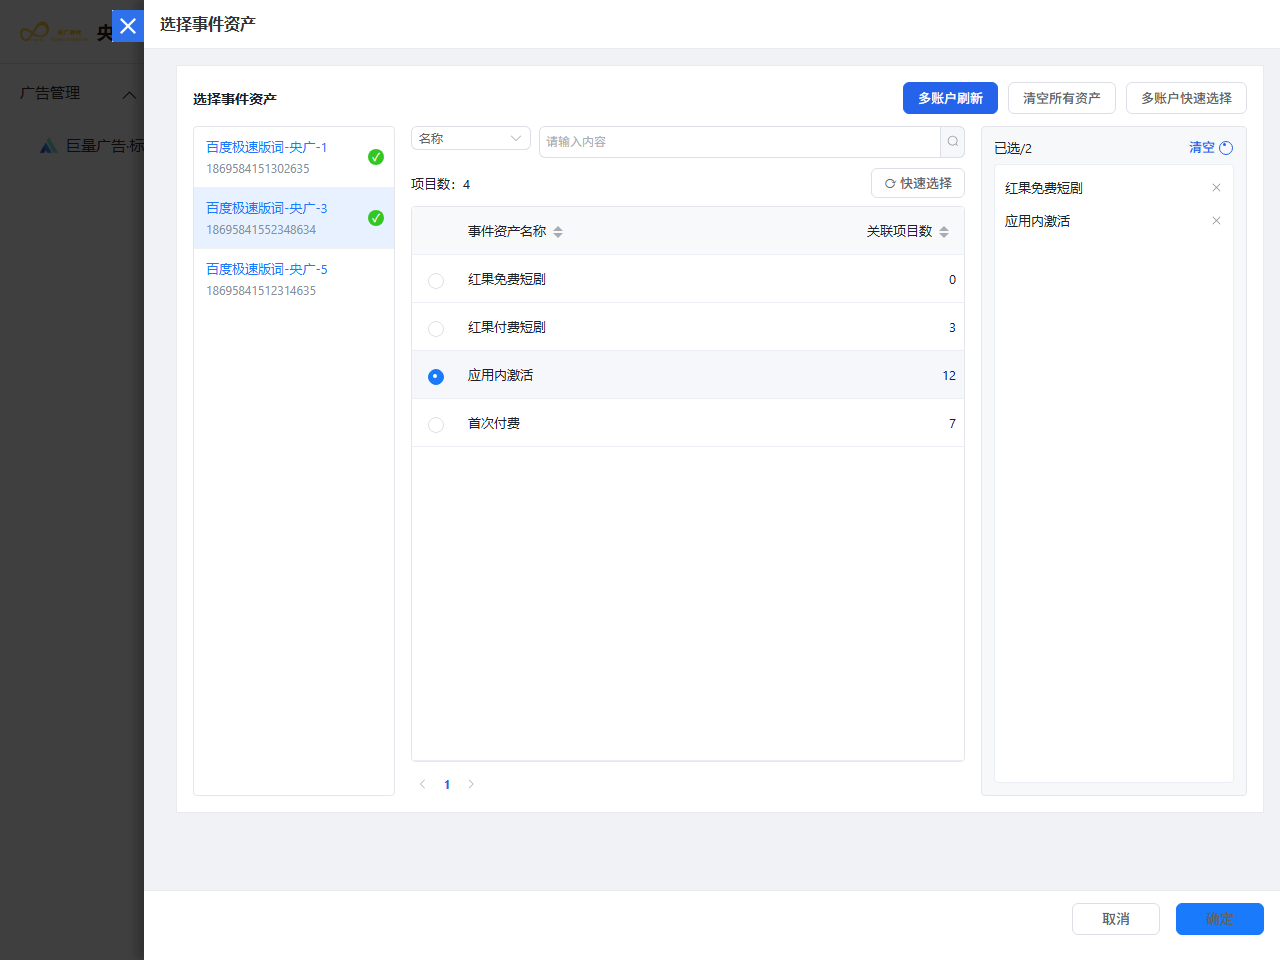 央
选择事件资产
广告管理
巨量广告·标
选择事件资产
多账户刷新
清空所有资产
多账户快速选择
百度极速版词-央广-1
1869584151302635
百度极速版词-央广-3
18695841552348634
百度极速版词-央广-5
18695841512314635
名称
请输入内容
项目数：4
快速选择
事件资产名称
关联项目数
红果免费短剧
0
红果付费短剧
3
应用内激活
12
首次付费
7
1
已选/2
清空
红果免费短剧
应用内激活
取消
确定